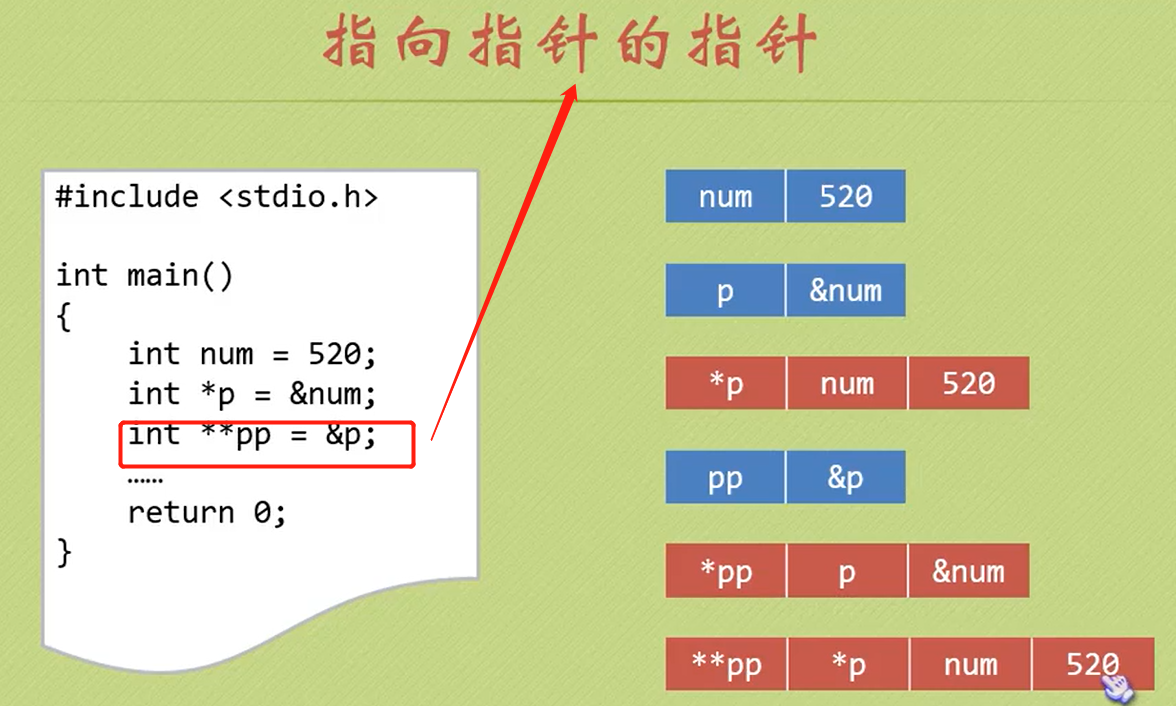 指向指针的指针
#include <stdio.h>
int main()
{
int num = 520;
int *p = &num;
int **pp = &p;
……
return 0;
}
num 520
p &num
*p num 520
pp &p
*pp p &num
**pp *p num 520